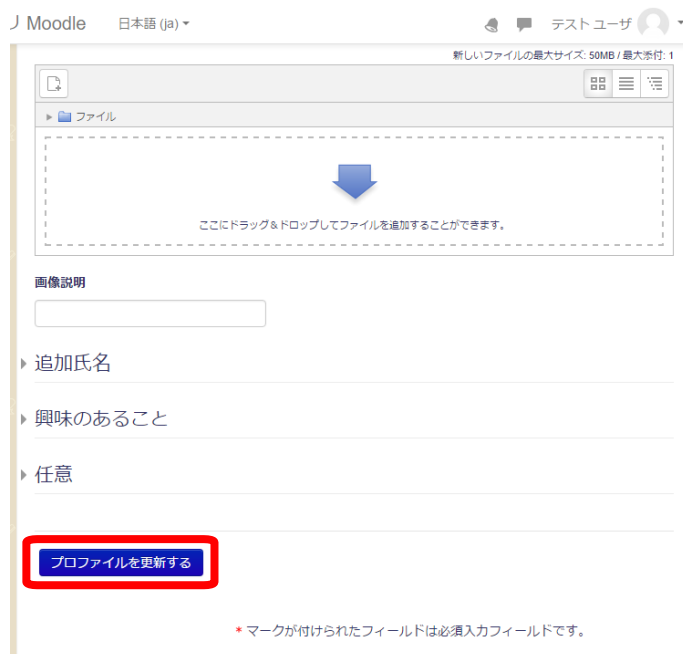 Moodle 日本語 (ja) テスト ユーザ
新しいファイルの最大サイズ: 50MB / 最大添付: 1
ファイル
ここにドラッグ&ドロップしてファイルを追加することができます。
画像説明
追加氏名
興味のあること
任意
プロファイルを更新する
* マークが付けられたフィールドは必須入力フィールドです。